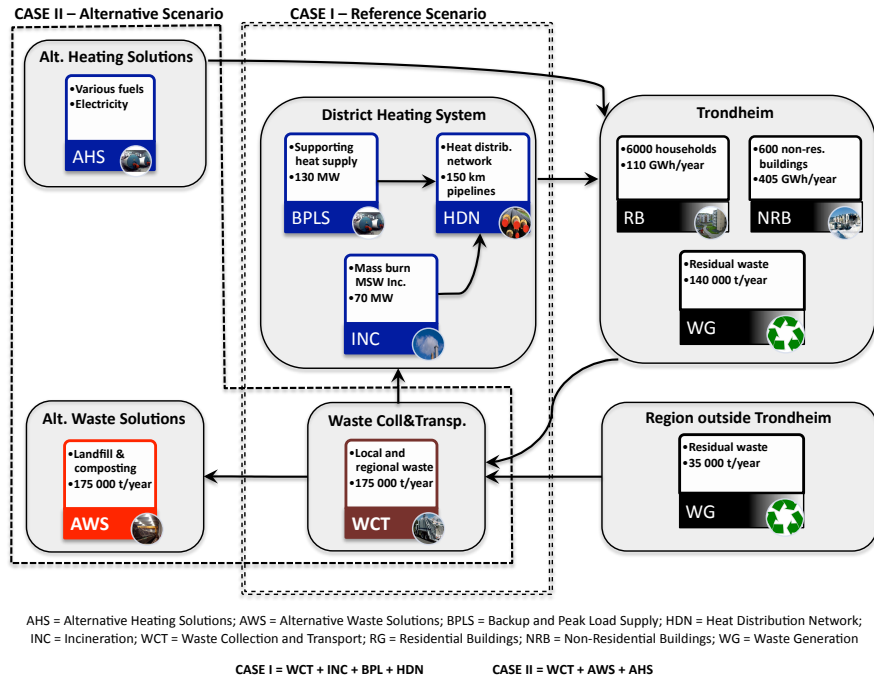 CASE II – Alternative Scenario
CASE I – Reference Scenario
Alt. Heating Solutions
•Various fuels
•Electricity
AHS
District Heating System
•Supporting
heat supply
•130 MW
BPLS
•Heat distrib.
network
•150 km
pipelines
HDN
•Mass burn
MSW Inc.
•70 MW
INC
Trondheim
•6000 households
•110 GWh/year
RB
•600 non-res.
buildings
•405 GWh/year
NRB
•Residual waste
•140 000 t/year
WG
Alt. Waste Solutions
•Landfill &
composting
•175 000 t/year
AWS
Waste Coll&Transp.
•Local and
regional waste
•175 000 t/year
WCT
Region outside Trondheim
•Residual waste
•35 000 t/year
WG
AHS = Alternative Heating Solutions; AWS = Alternative Waste Solutions; BPLS = Backup and Peak Load Supply; HDN = Heat Distribution Network;
INC = Incineration; WCT = Waste Collection and Transport; RG = Residential Buildings; NRB = Non-Residential Buildings; WG = Waste Generation
CASE I = WCT + INC + BPL + HDN
CASE II = WCT + AWS + AHS